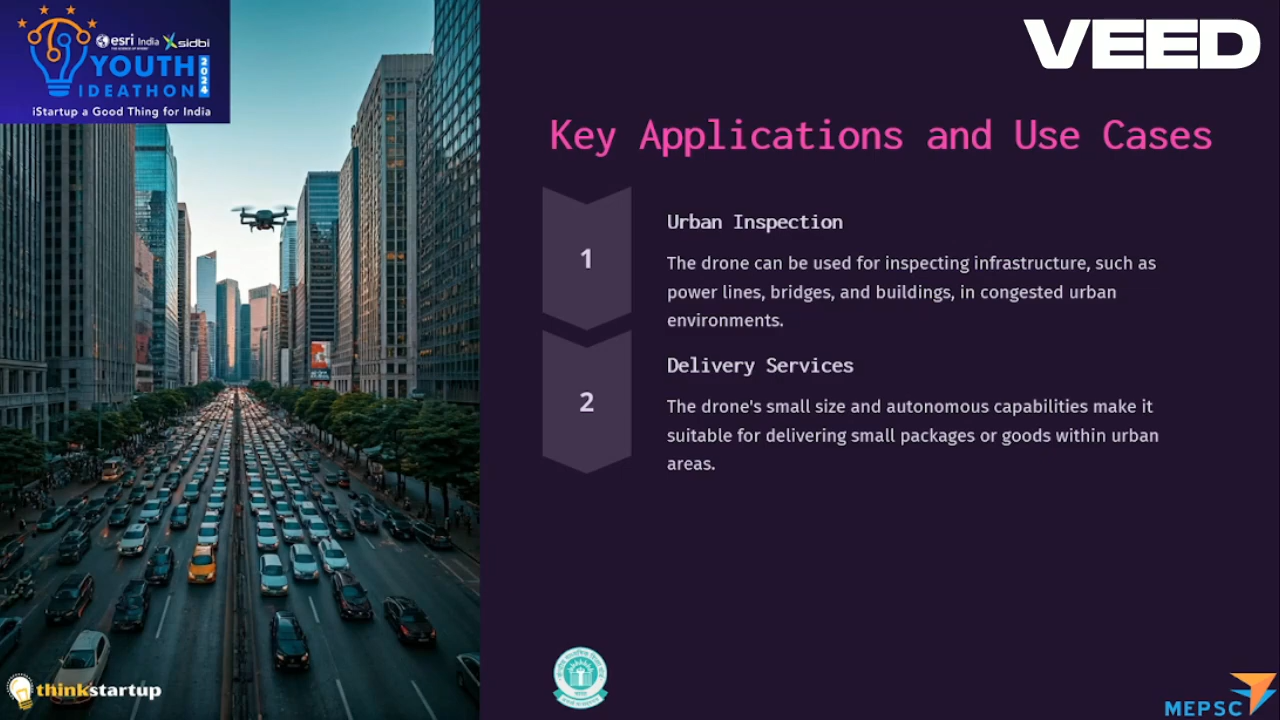 esri India
sidbi
YOUTH
2024
IDEATHON
iStartup a Good Thing for India
VEED
Key Applications and Use Cases
1
Urban Inspection
The drone can be used for inspecting infrastructure, such as
power lines, bridges, and buildings, in congested urban
environments.
2
Delivery Services
The drone's small size and autonomous capabilities make it
suitable for delivering small packages or goods within urban
areas.
thinkstartup
MEPSC